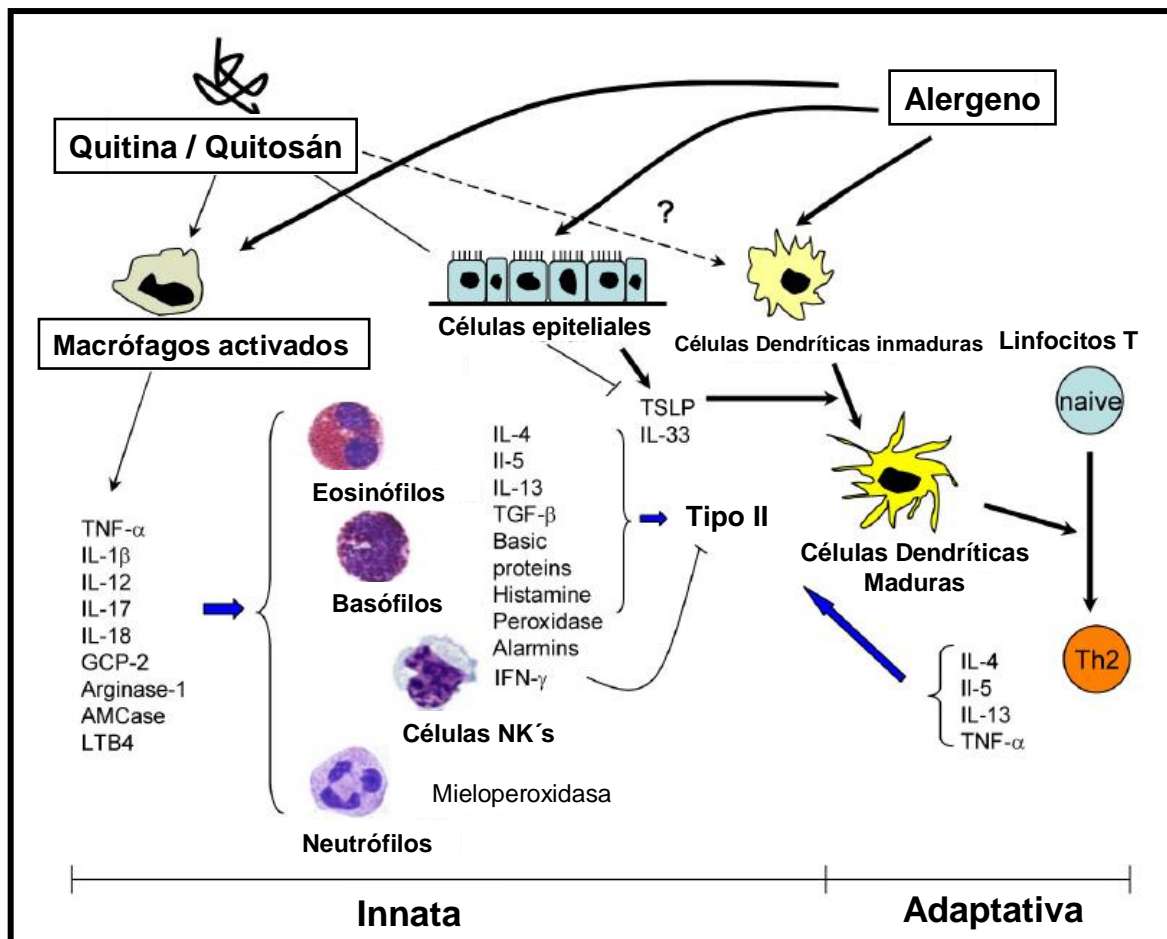 Alergeno
Quitina / Quitosán
?
Células epiteliales
Células Dendríticas inmaduras
Linfocitos T
Macrófagos activados
naive
TSLP
IL-33
IL-4
Il-5
IL-13
TGF-β
Basic
proteins
Histamine
Peroxidase
Alarmins
IFN-γ
Eosinófilos
Tipo II
Células Dendríticas
Maduras
TNF-α
IL-1β
IL-12
IL-17
IL-18
GCP-2
Arginase-1
AMCase
LTB4
Basófilos
Células NK´s
Th2
IL-4
Il-5
IL-13
TNF-α
Mieloperoxidasa
Neutrófilos
Innata
Adaptativa